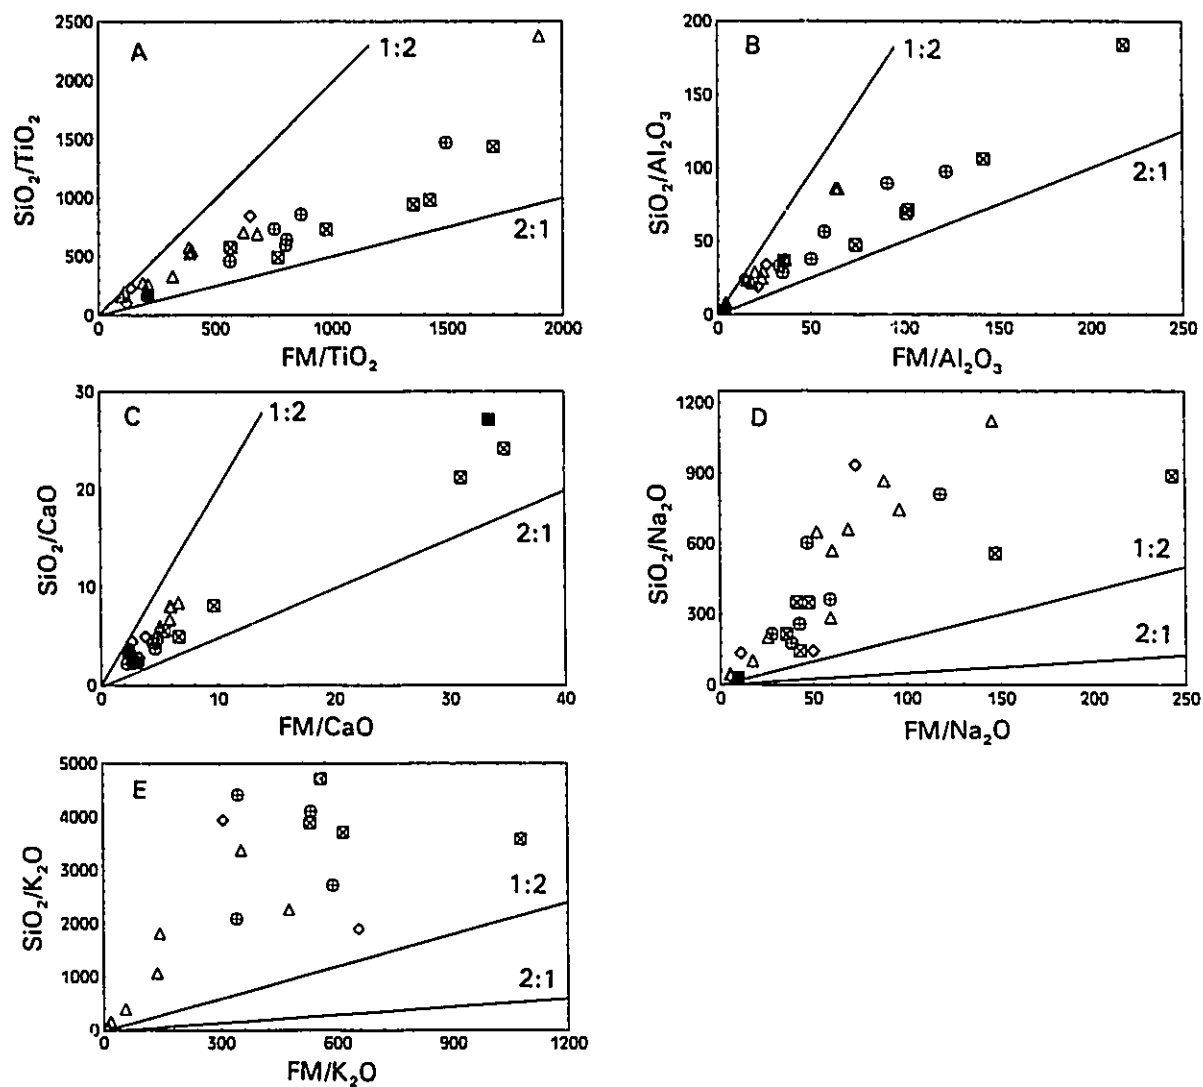 A
2500
2000
1500
1000
500
0
0 500 1000 1500 2000
SiO₂/TiO₂
FM/TiO₂
1:2
2:1
B
200
150
100
50
0
0 50 100 150 200 250
SiO₂/Al₂O₃
FM/Al₂O₃
1:2
2:1
C
30
20
10
0
0 10 20 30 40
SiO₂/CaO
FM/CaO
1:2
2:1
D
1200
900
600
300
0
0 50 100 150 200 250
SiO₂/Na₂O
FM/Na₂O
1:2
2:1
E
5000
4000
3000
2000
1000
0
0 300 600 900 1200
SiO₂/K₂O
FM/K₂O
1:2
2:1